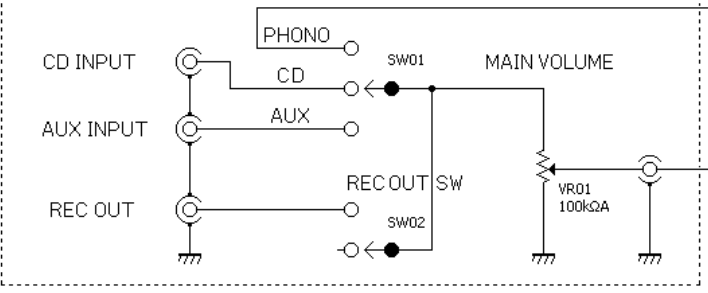 PHONO
SW01
CD INPUT
CD
MAIN VOLUME
AUX INPUT
AUX
REC OUT SW
VR01
100kΩA
REC OUT
SW02